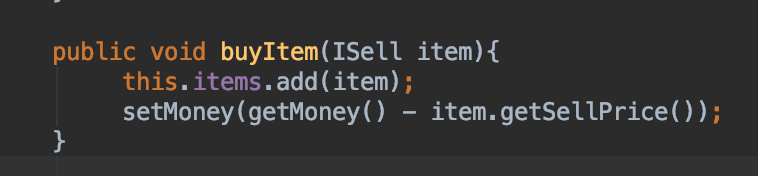 public void buyItem(ISell item){
this.items.add(item);
setMoney(getMoney() - item.getSellPrice());
}